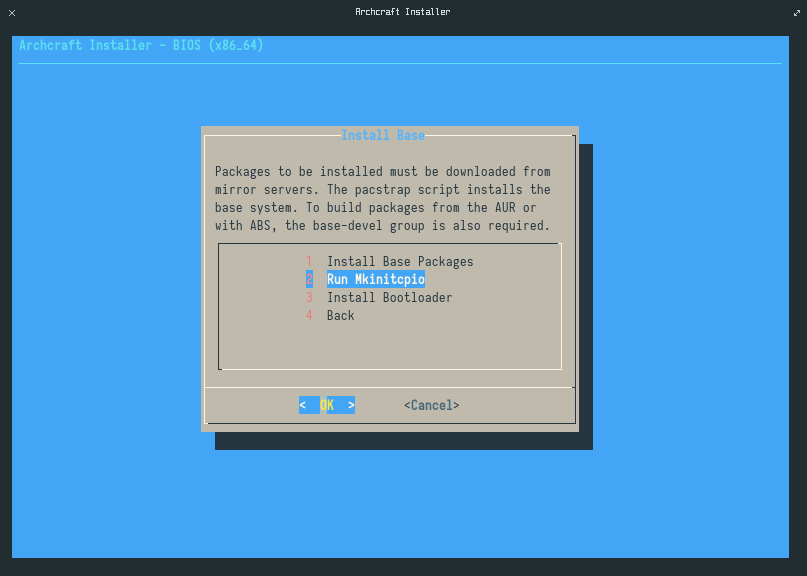 Archcraft Installer
Archcraft Installer - BIOS (x86_64)
Install Base
Packages to be installed must be downloaded from
mirror servers. The pacstrap script installs the
base system. To build packages from the AUR or
with ABS, the base-devel group is also required.
1 Install Base Packages
2 Run Mkinitcpio
3 Install Bootloader
4 Back
< OK > <Cancel>